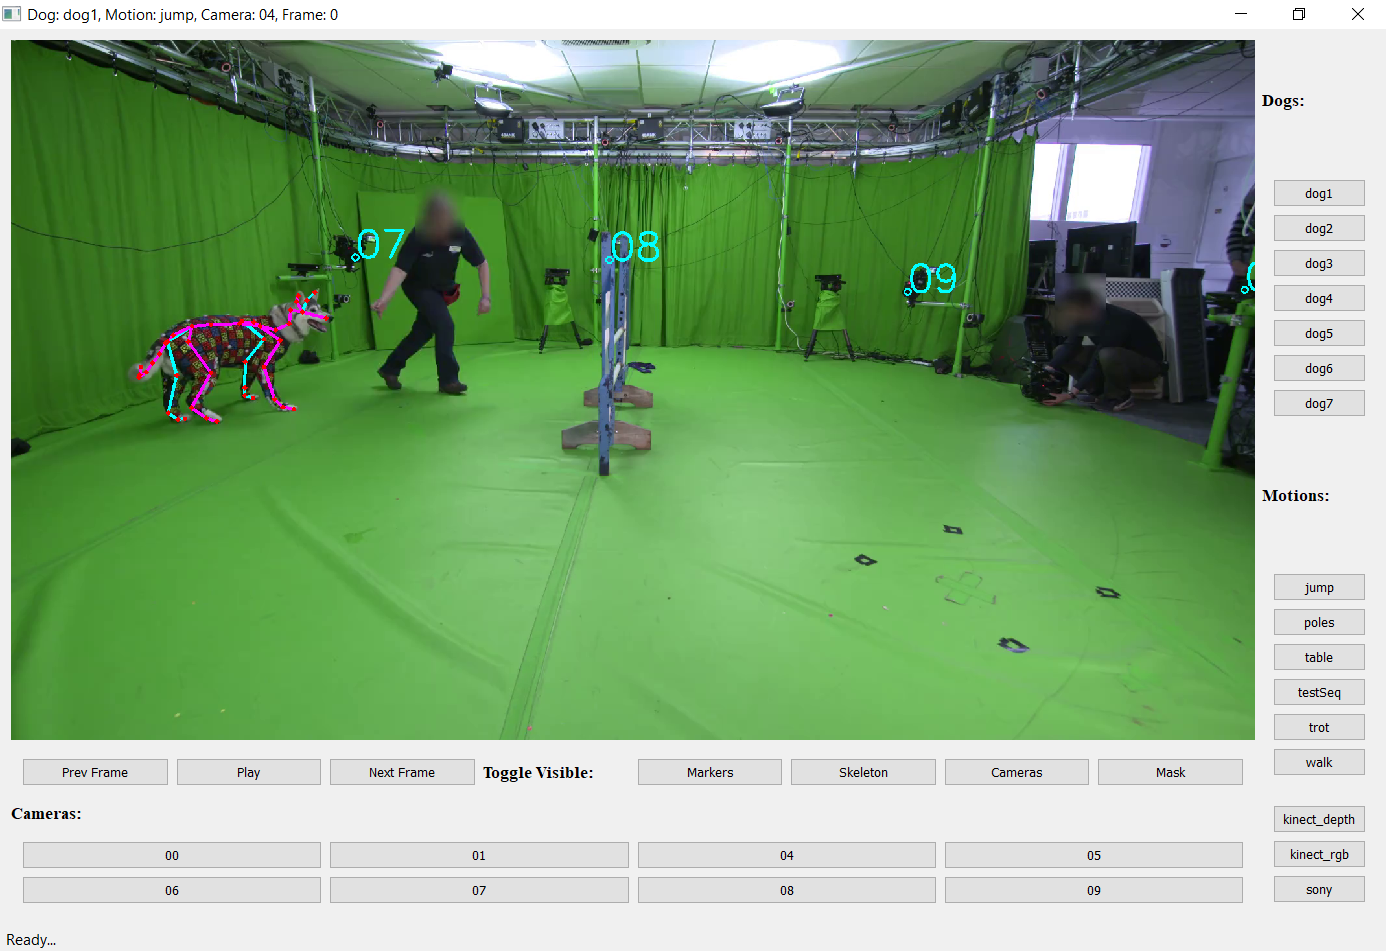 Dog: dog1, Motion: jump, Camera: 04, Frame: 0
Dogs:
dog1
dog2
dog3
dog4
dog5
dog6
dog7
07
08
09
Motions:
jump
poles
table
testSeq
trot
walk
kinect_depth
kinect_rgb
sony
Prev Frame
Play
Next Frame
Toggle Visible:
Markers
Skeleton
Cameras
Mask
Cameras:
00
01
04
05
06
07
08
09
Ready...